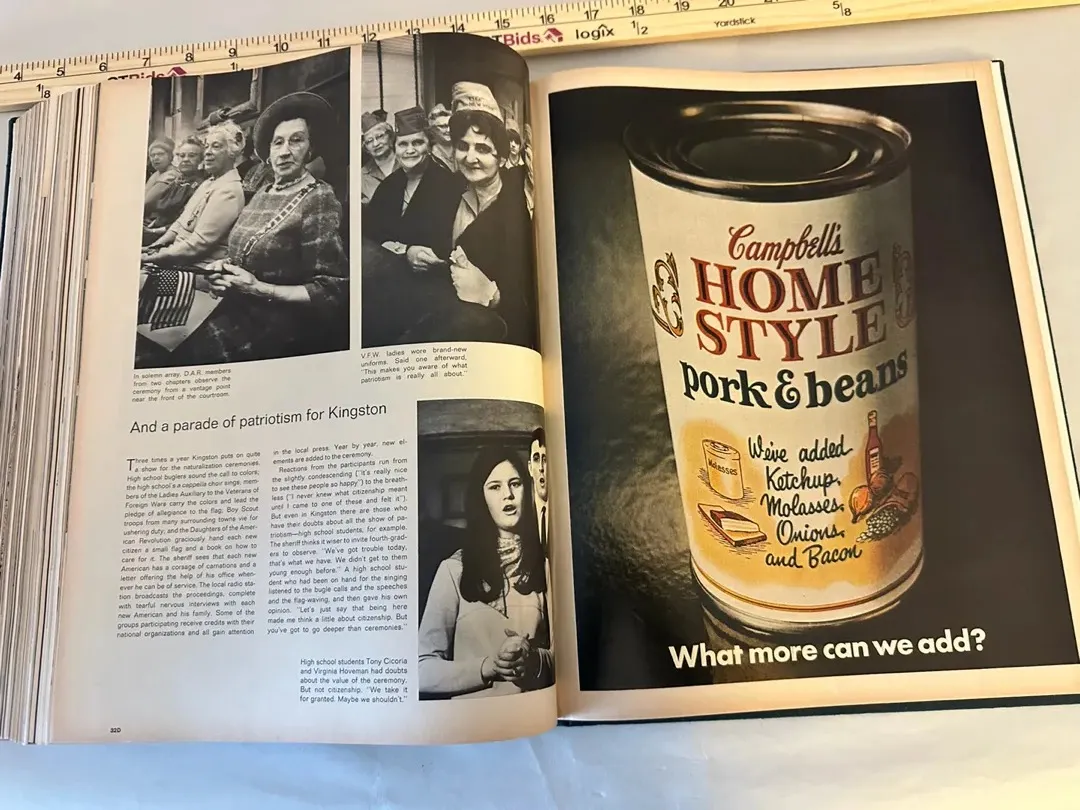 4 5 6 7 8 9 10 11 12 15 16 17 18 19 20
1/8
CTBids
CTBids
logix
1/2
Yardstick
5/8
In solemn array, D.A.R. members
from two chapters observe the
ceremony from a vantage point
near the front of the courtroom.
V.F.W. ladies wore brand-new
uniforms. Said one afterward,
"This makes you aware of what
patriotism is really all about."
And a parade of patriotism for Kingston
Three times a year Kingston puts on quite
a show for the naturalization ceremonies.
High school buglers sound the call to colors;
the high school a cappella choir sings, mem-
bers of the Ladies Auxiliary to the Veterans of
Foreign Wars carry the colors and lead the
pledge of allegiance to the flag, Boy Scout
troops from many surrounding towns vie for
ushering duty; and the Daughters of the Amer-
ican Revolution graciously hand each new
citizen a small flag and a book on how to
care for it. The sheriff sees that each new
American has a corsage of carnations and a
letter offering the help of his office when-
ever he can be of service. The local radio sta-
tion broadcasts the proceedings, complete
with tearful nervous interviews with each
new American and his family. Some of the
groups participating receive credits with their
national organizations and all gain attention
in the local press. Year by year, new el-
ements are added to the ceremony.
Reactions from the participants run from
the slightly condescending ("It's really nice
to see these people so happy") to the breath-
less ("I never knew what citizenship meant
until I came to one of these and felt it").
But even in Kingston there are those who
have their doubts about all the show of pa-
triotism—high school students, for example.
The sheriff thinks it wiser to invite fourth-grad-
ers to observe. "We've got trouble today,
that's what we have. We didn't get to them
young enough before." A high school stu-
dent who had been on hand for the singing
listened to the bugle calls and the speeches
and the flag-waving, and then gave his own
opinion. "Let's just say that being here
made me think a little about citizenship. But
you've got to go deeper than ceremonies."
High school students Tony Cicoria
and Virginia Hoveman had doubts
about the value of the ceremony.
But not citizenship. "We take it
for granted. Maybe we shouldn't."
320
Campbell's
HOME
STYLE
pork & beans
Molasses
We've added
Ketchup,
Molasses,
Onions,
and Bacon
What more can we add?